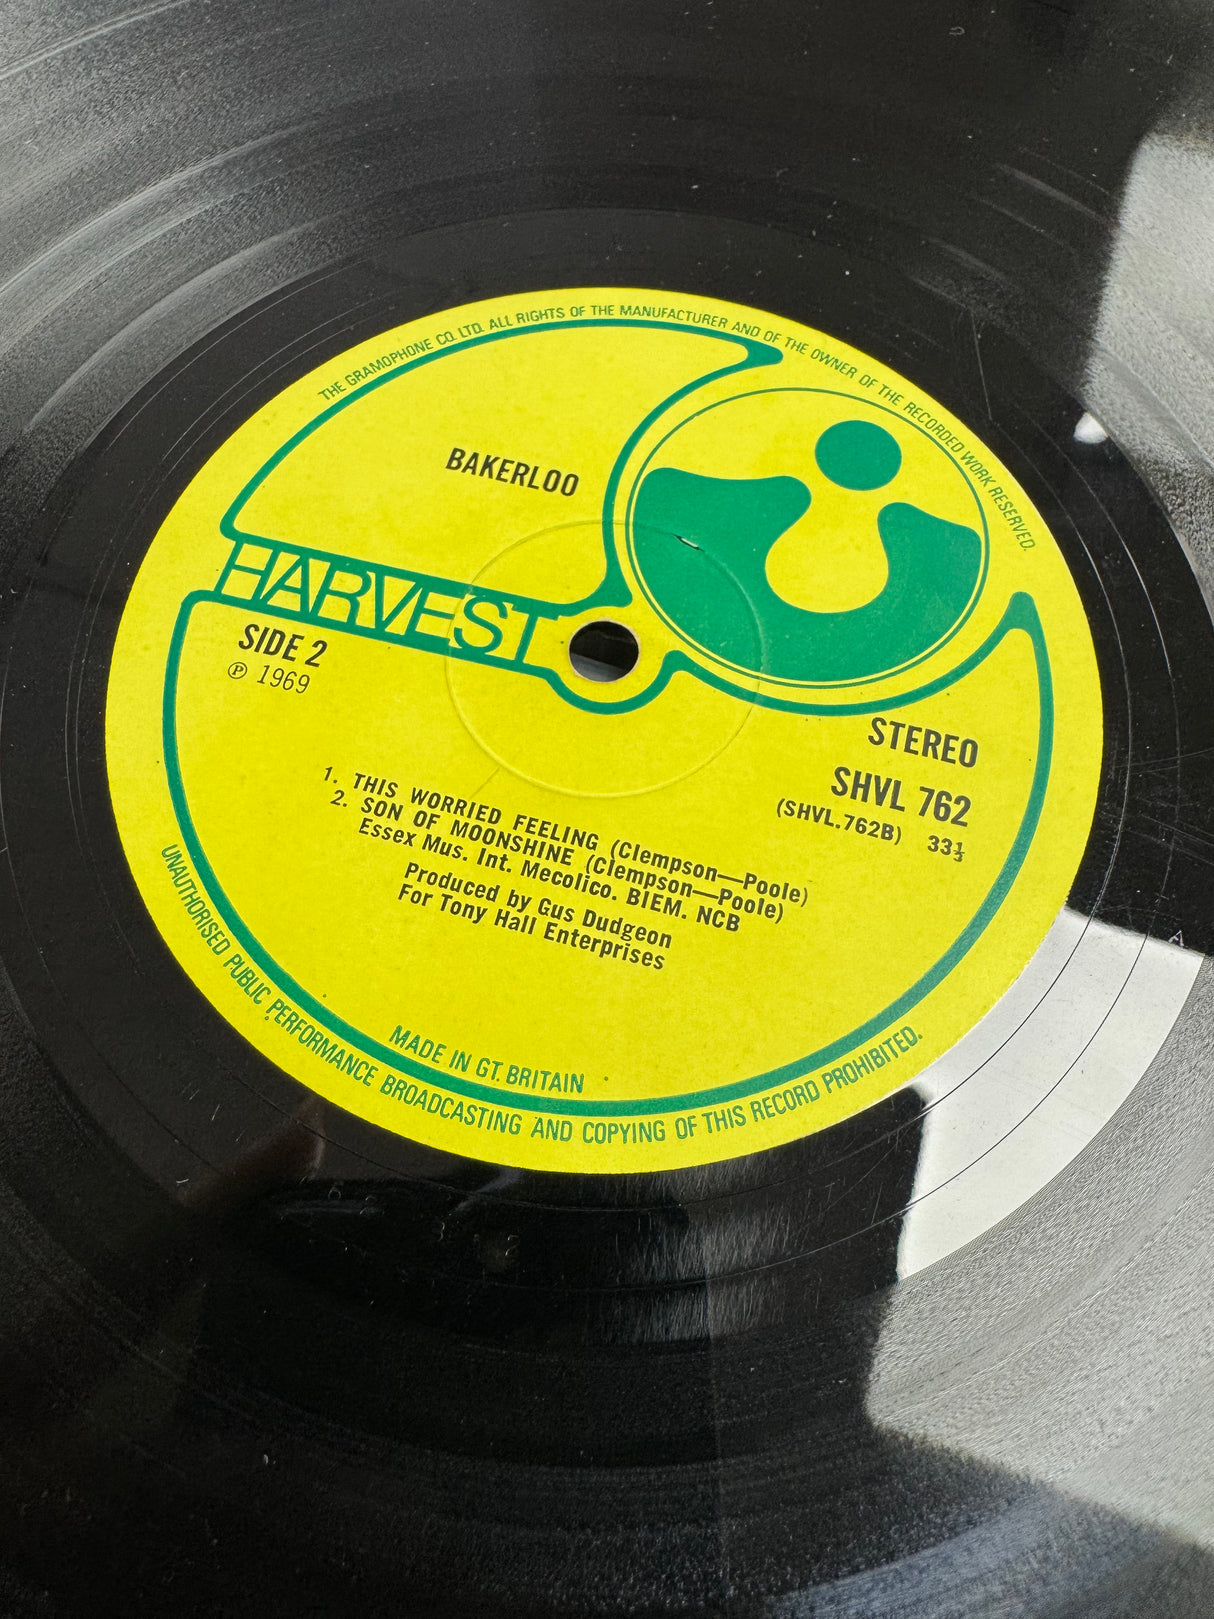 THE GRAMOPHONE CO. LTD. ALL RIGHTS OF THE MANUFACTURER AND OF THE OWNER OF THE RECORDED WORK RESERVED.
BAKERLOO
HARVEST
SIDE 2
℗ 1969
STEREO
SHVL 762
(SHVL.762B) 33⅓
1. THIS WORRIED FEELING (Clempson—Poole)
2. SON OF MOONSHINE (Clempson—Poole)
Essex Mus. Int. Mecolico. BIEM. NCB
Produced by Gus Dudgeon
For Tony Hall Enterprises
MADE IN GT. BRITAIN
UNAUTHORISED PUBLIC PERFORMANCE BROADCASTING AND COPYING OF THIS RECORD PROHIBITED.